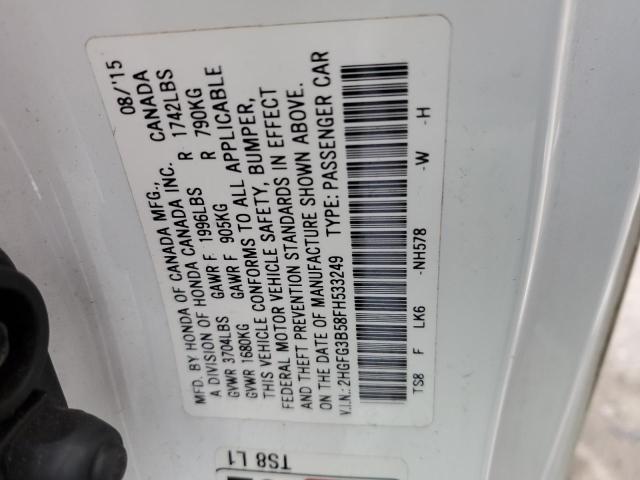 MFD. BY HONDA OF CANADA MFG., 08/'15
A DIVISION OF HONDA CANADA INC. CANADA
GVWR 3704LBS GAWR F 1996LBS R 1742LBS
GVWR 1680KG GAWR F 905KG R 790KG
THIS VEHICLE CONFORMS TO ALL APPLICABLE
FEDERAL MOTOR VEHICLE SAFETY, BUMPER,
AND THEFT PREVENTION STANDARDS IN EFFECT
ON THE DATE OF MANUFACTURE SHOWN ABOVE.
V.I.N.: 2HGFG3B58FH533249 TYPE: PASSENGER CAR
TS8 F LK6 -NH578 -W -H
TS8 L1